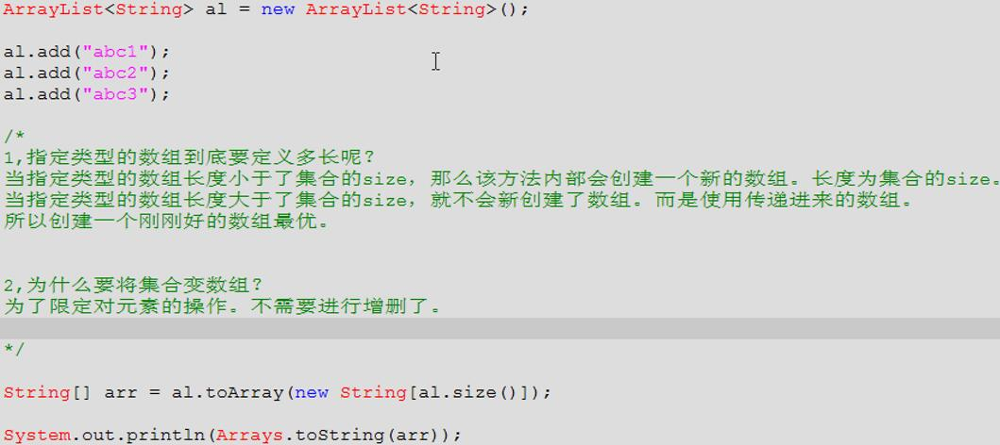 ArrayList<String> al = new ArrayList<String>();
al.add("abc1");
al.add("abc2");
al.add("abc3");
/*
1,指定类型的数组到底要定义多长呢?
当指定类型的数组长度小于了集合的size，那么该方法内部会创建一个新的数组。长度为集合的size。
当指定类型的数组长度大于了集合的size，就不会新创建了数组。而是使用传递进来的数组。
所以创建一个刚刚好的数组最优。
2,为什么要将集合变数组?
为了限定对元素的操作。不需要进行增删了。
*/
String[] arr = al.toArray(new String[al.size()]);
System.out.println(Arrays.toString(arr));